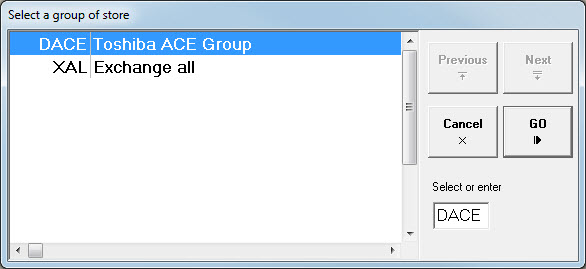 Select a group of store
DACE Toshiba ACE Group
XAL Exchange all
Previous Next
Cancel GO
Select or enter
DACE